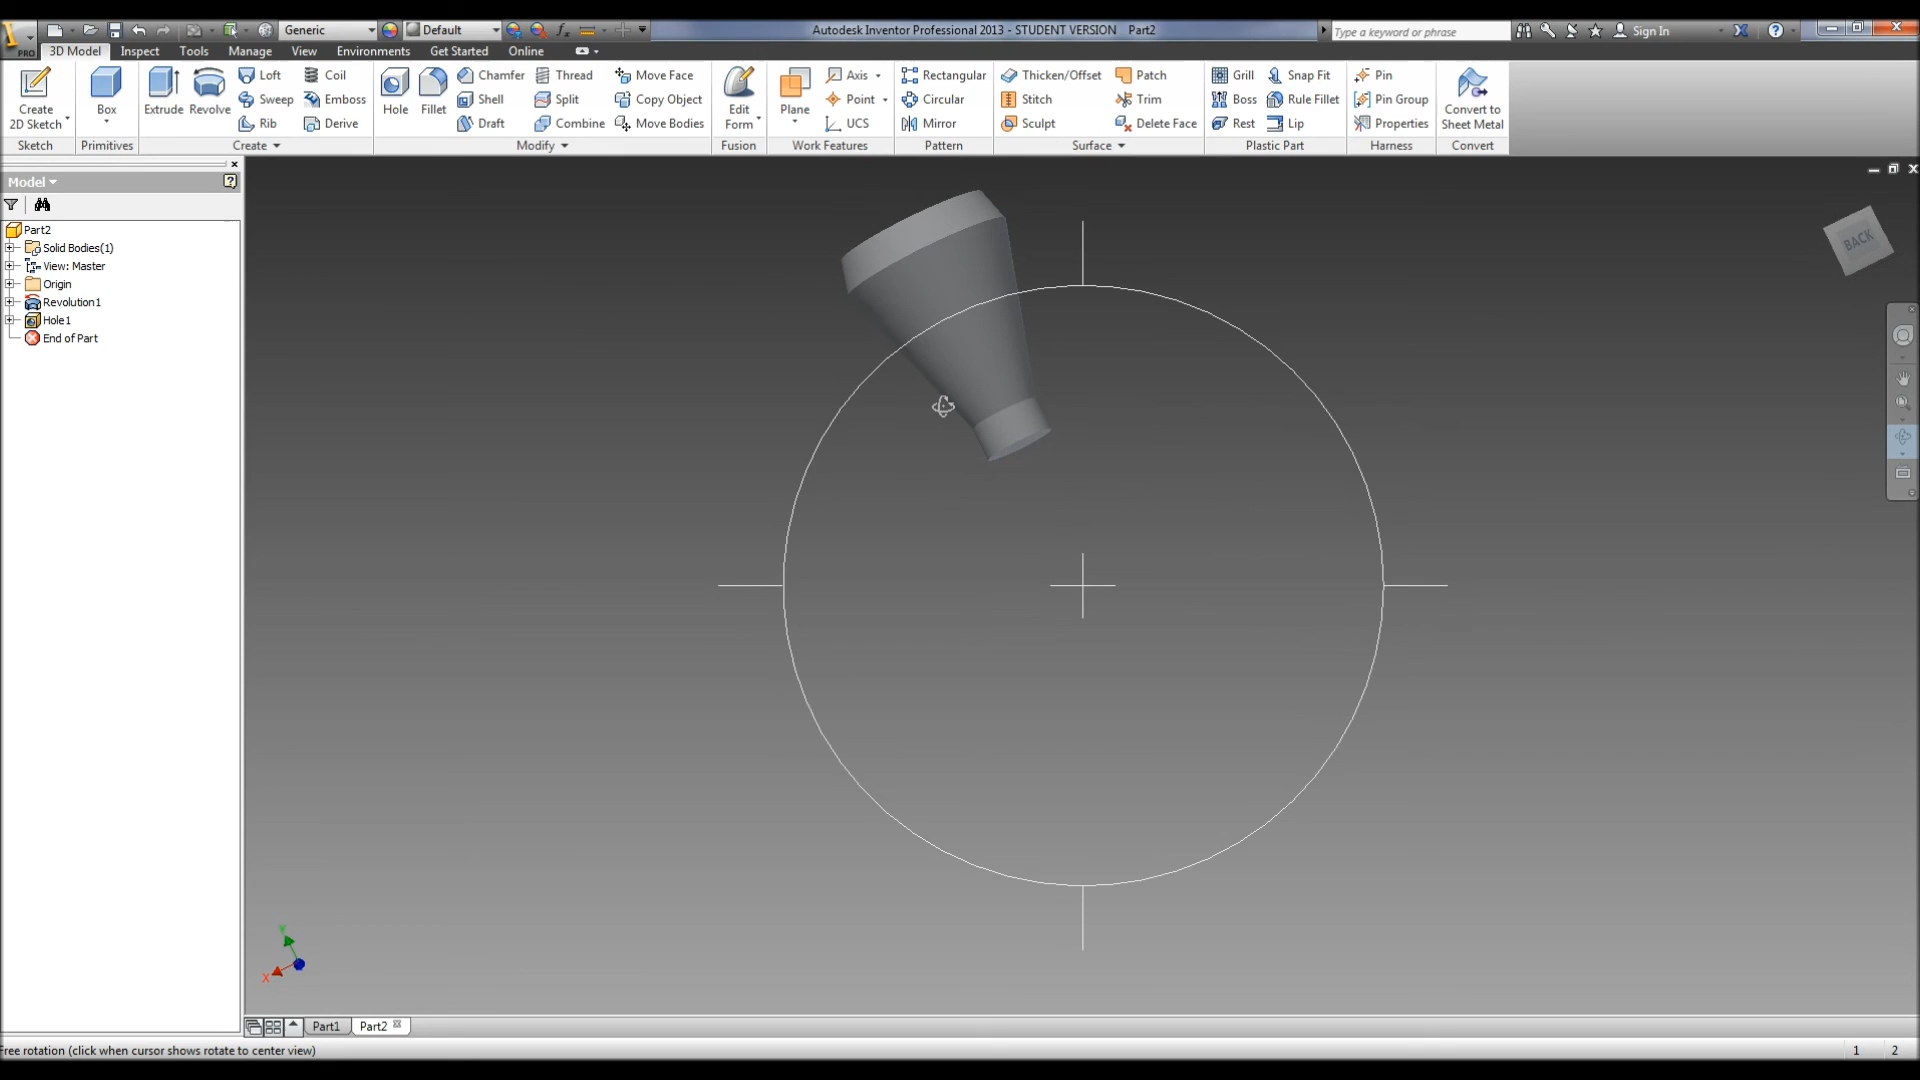 Generic
Default
Autodesk Inventor Professional 2013 - STUDENT VERSION Part2
Type a keyword or phrase
Sign In
PRO
3D Model Inspect Tools Manage View Environments Get Started Online
Create 2D Sketch
Box
Extrude
Revolve
Loft
Sweep
Rib
Coil
Emboss
Derive
Hole
Fillet
Chamfer
Shell
Draft
Thread
Split
Combine
Move Face
Copy Object
Move Bodies
Edit Form
Plane
Axis
Point
UCS
Rectangular
Circular
Mirror
Thicken/Offset
Stitch
Sculpt
Patch
Trim
Delete Face
Grill
Boss
Rest
Snap Fit
Rule Fillet
Lip
Pin
Pin Group
Properties
Convert to Sheet Metal
Sketch Primitives Create Modify Fusion Work Features Pattern Surface Plastic Part Harness Convert
Model
Part2
Solid Bodies(1)
View: Master
Origin
Revolution1
Hole1
End of Part
BACK
Y
X
Part1 Part2
Free rotation (click when cursor shows rotate to center view)
1 2